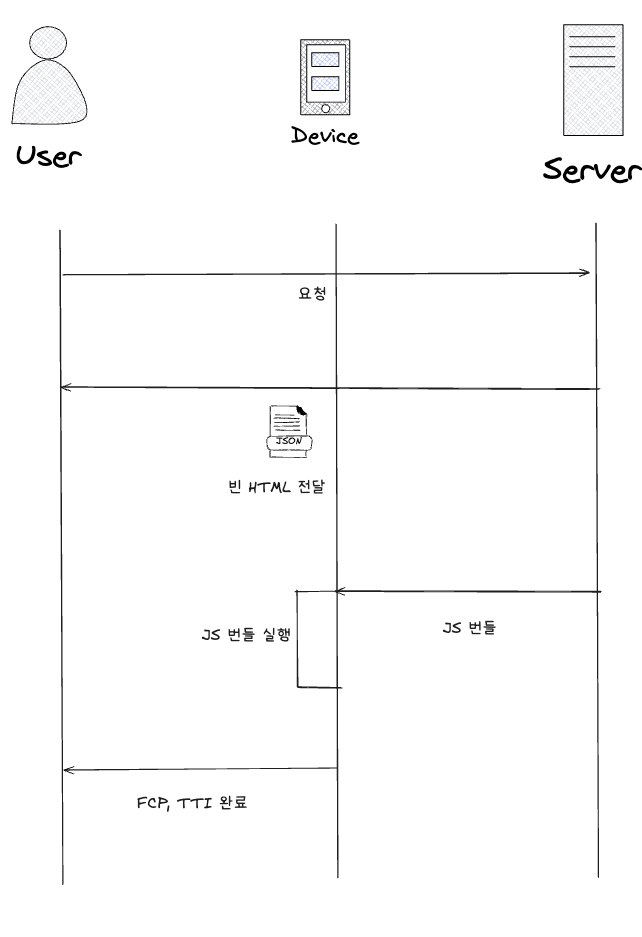 User
Device
Server
요청
JSON
빈 HTML 전달
JS 번들 실행
JS 번들
FCP, TTI 완료